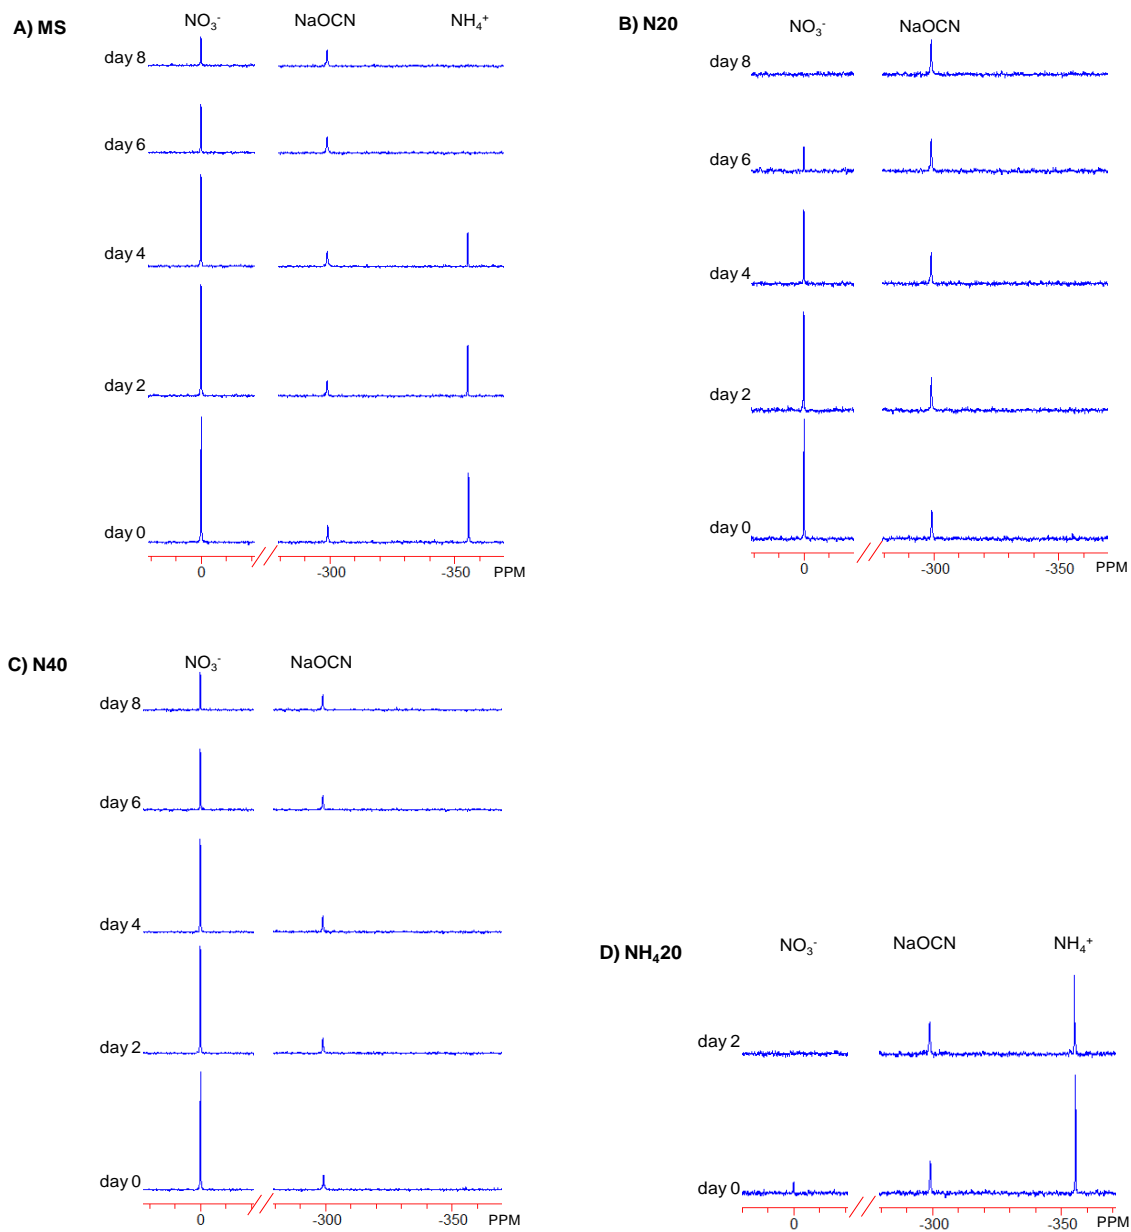 A) MS
NO₃⁻ NaOCN NH₄⁺
day 8
day 6
day 4
day 2
day 0
0 -300 -350 PPM
B) N20
NO₃⁻ NaOCN
day 8
day 6
day 4
day 2
day 0
0 -300 -350 PPM
C) N40
NO₃⁻ NaOCN
day 8
day 6
day 4
day 2
day 0
0 -300 -350 PPM
D) NH₄20
NO₃⁻ NaOCN NH₄⁺
day 2
day 0
0 -300 -350 PPM